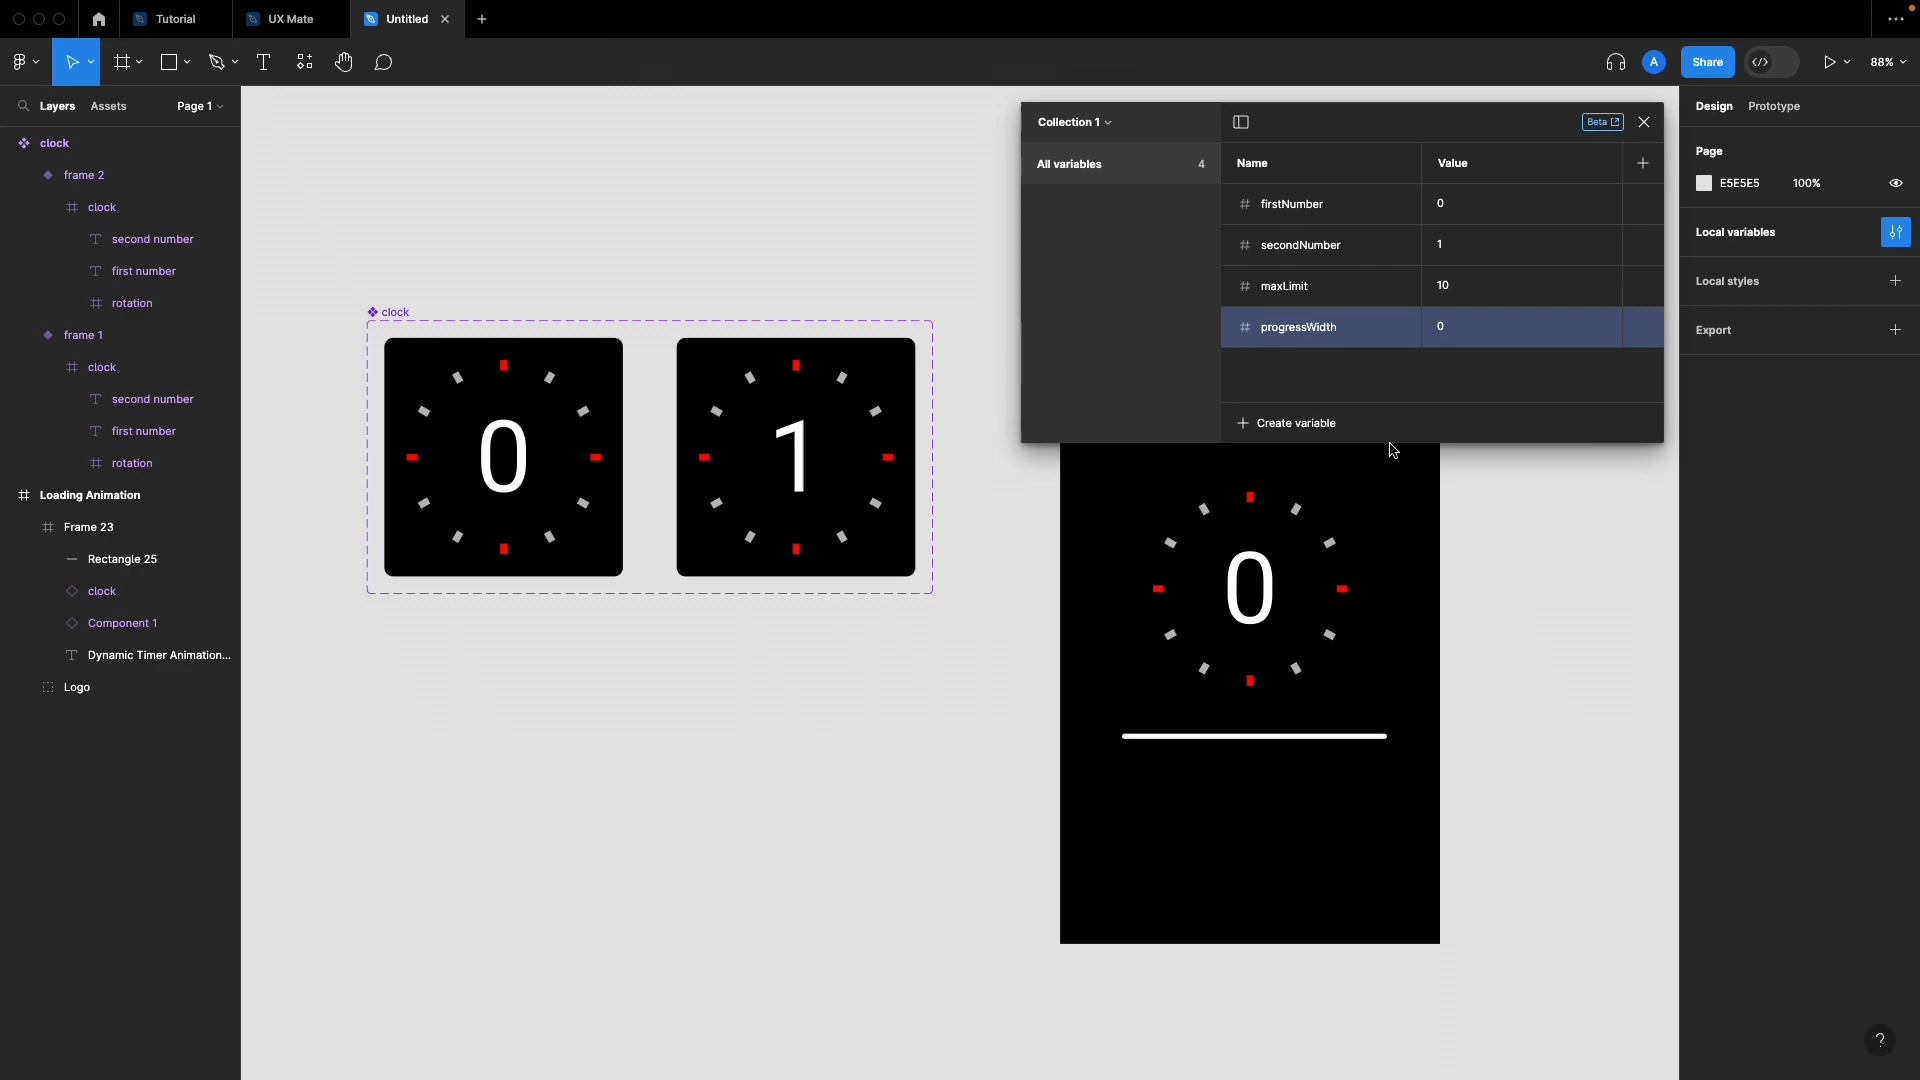 Tutorial
UX Mate
Untitled
A
Share
88%
Layers
Assets
Page 1
clock
frame 2
clock
second number
first number
rotation
frame 1
clock
second number
first number
rotation
Loading Animation
Frame 23
Rectangle 25
clock
Component 1
Dynamic Timer Animation...
Logo
clock
0
1
Collection 1
Beta
All variables
4
Name
Value
firstNumber
0
secondNumber
1
maxLimit
10
progressWidth
0
Create variable
0
Design
Prototype
Page
E5E5E5
100%
Local variables
Local styles
Export
?